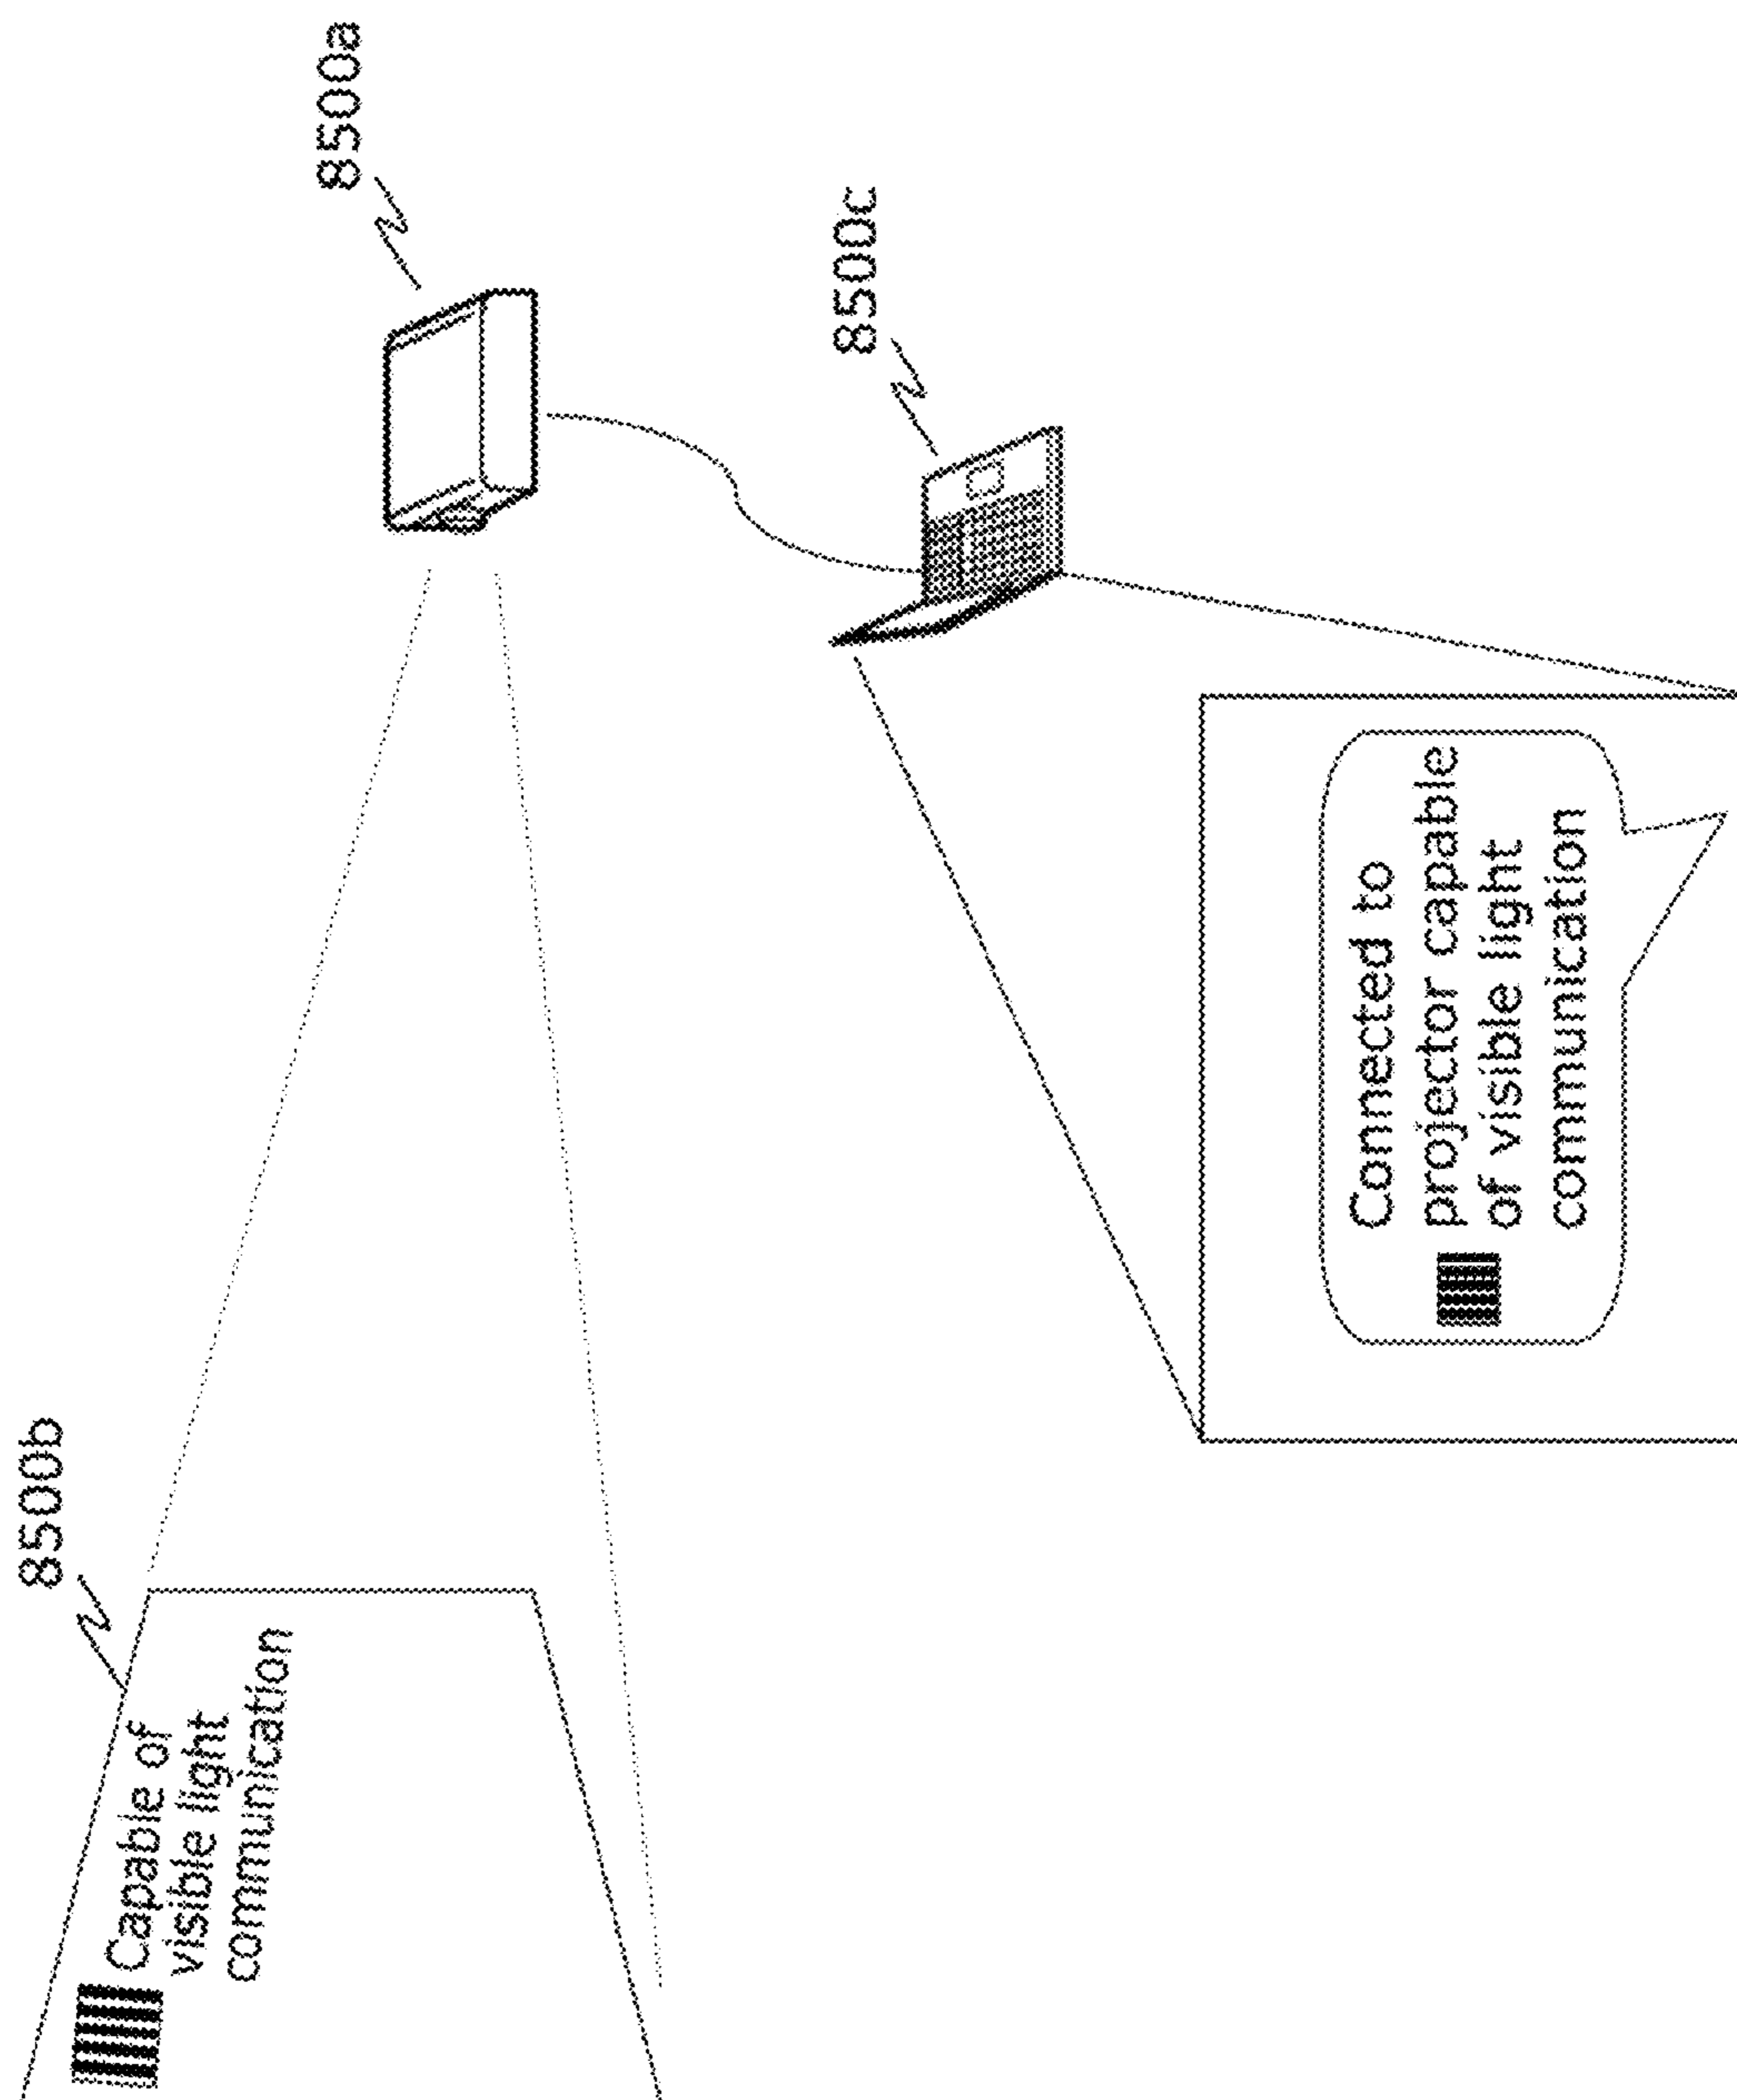 8500b
Capable of
visible light
communication
8500a
8500c
Connected to
projector capable
of visible light
communication